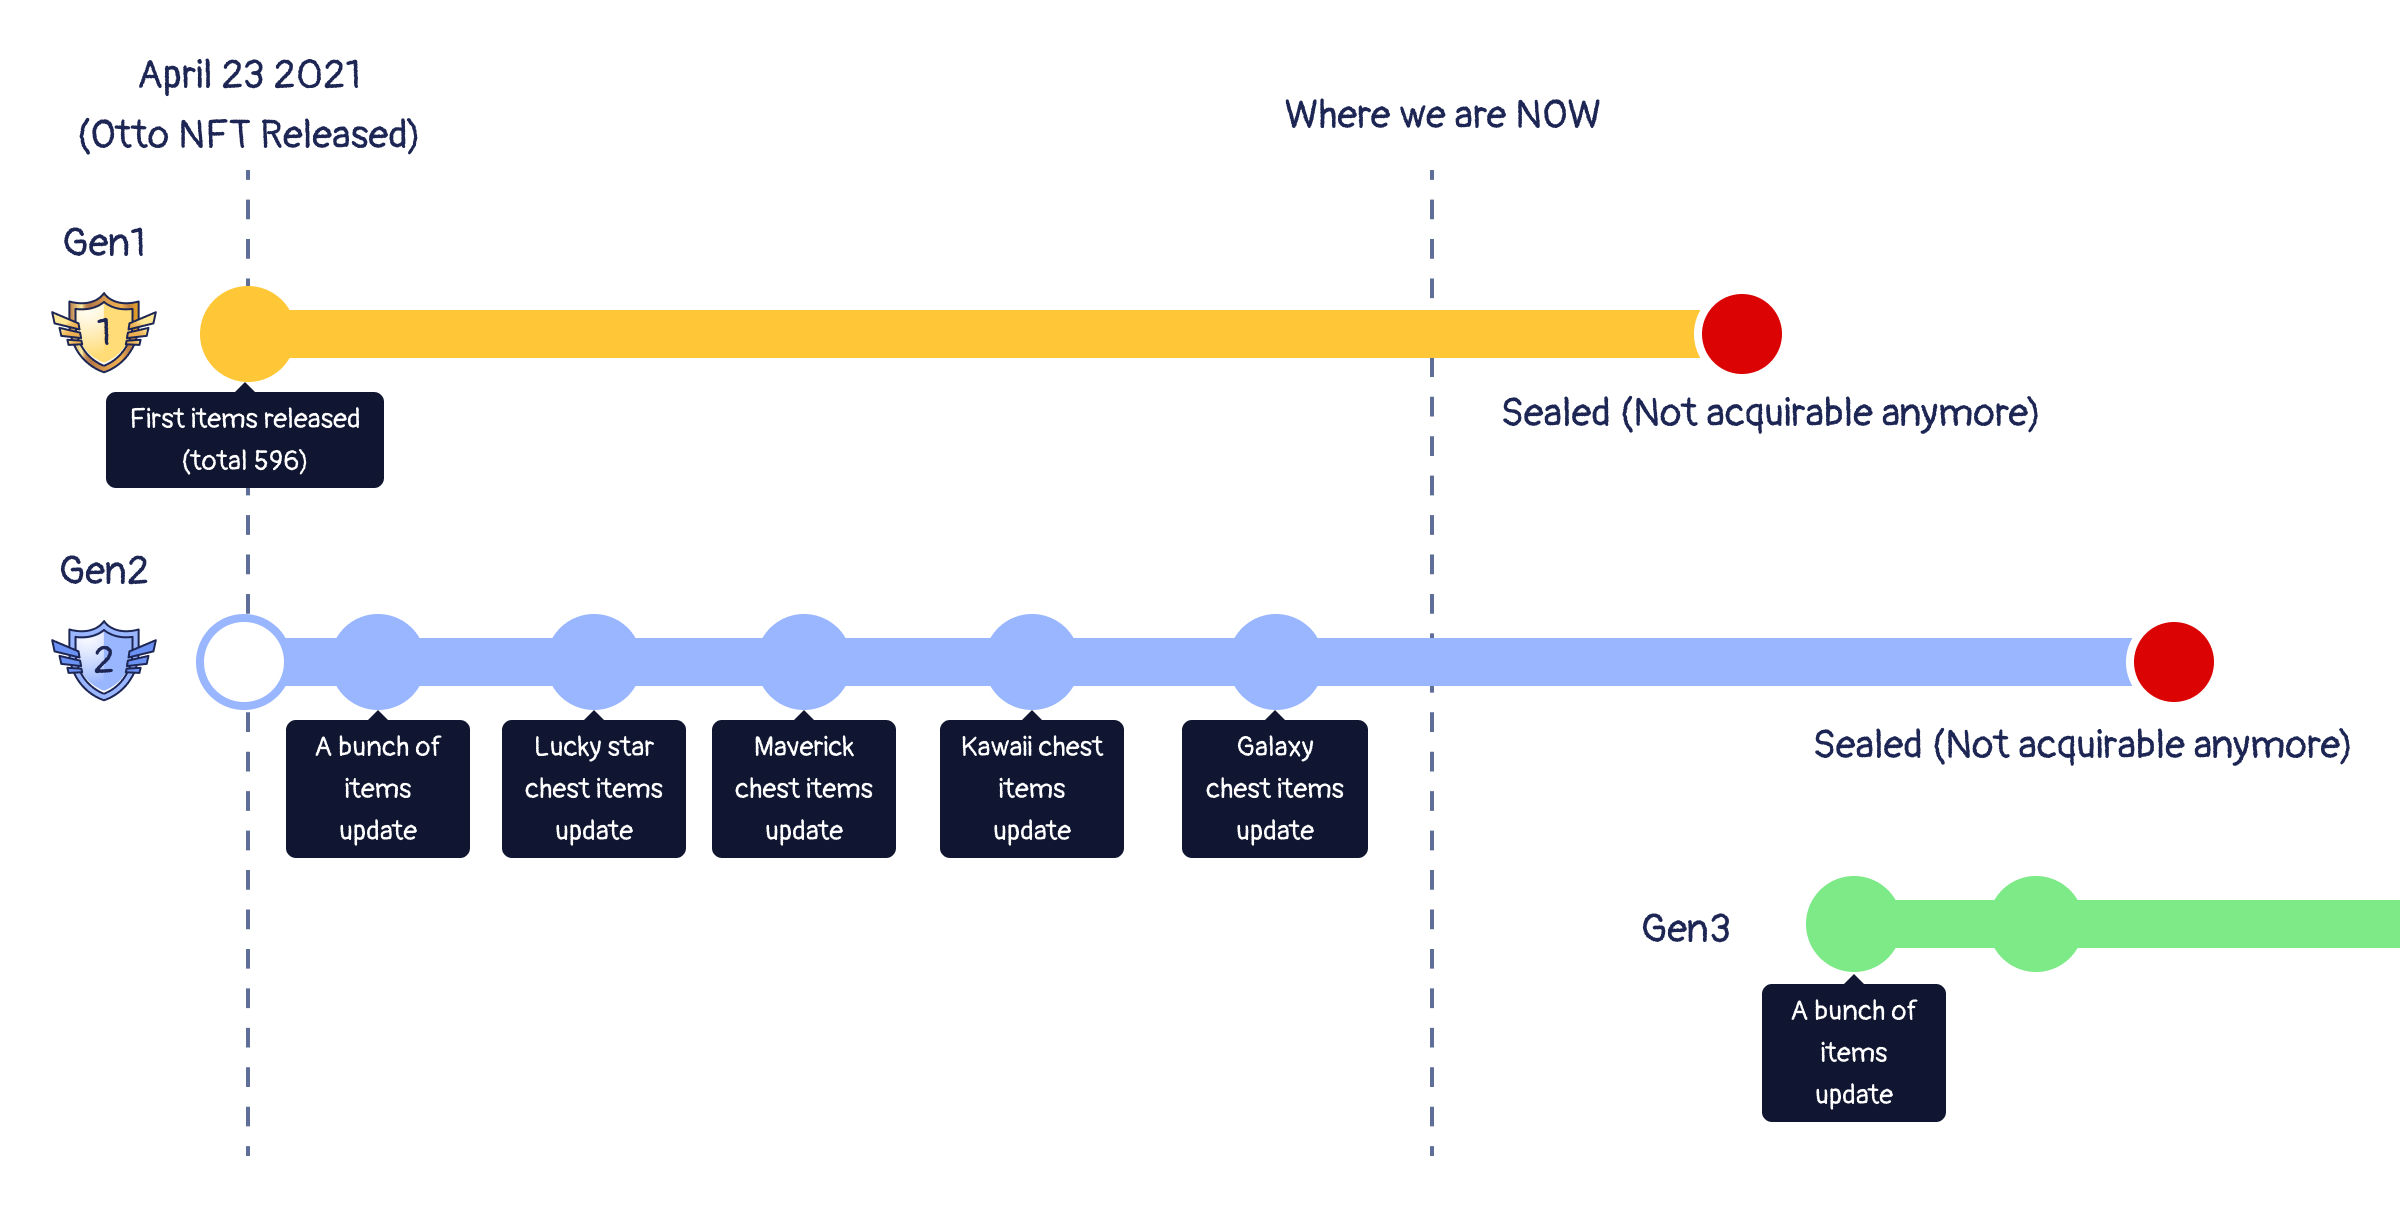 April 23 2021
(Otto NFT Released)
Where we are NOW
Gen1
1
First items released
(total 596)
Sealed (Not acquirable anymore)
Gen2
2
A bunch of
items
update
Lucky star
chest items
update
Maverick
chest items
update
Kawaii chest
items
update
Galaxy
chest items
update
Sealed (Not acquirable anymore)
Gen3
A bunch of
items
update